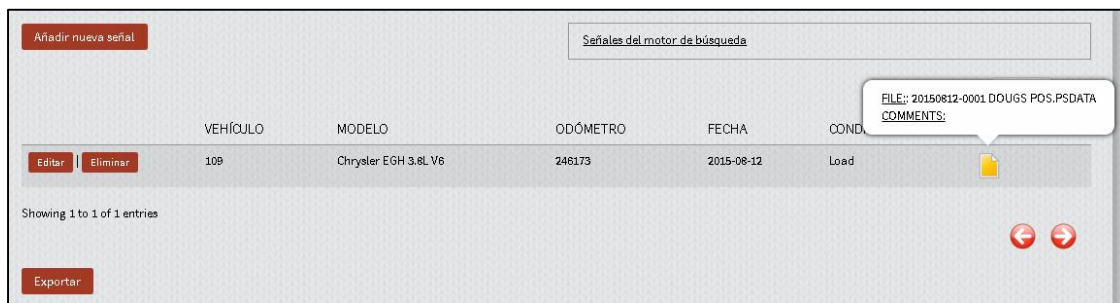 Añadir nueva señal
Señales del motor de búsqueda
FILE:: 20150812-0001 DOUGS POS.PSDATA
COMMENTS:
VEHÍCULO MODELO ODÓMETRO FECHA COND
Editar | Eliminar 109 Chrysler EGH 3.8L V6 246173 2015-08-12 Load
Showing 1 to 1 of 1 entries
Exportar